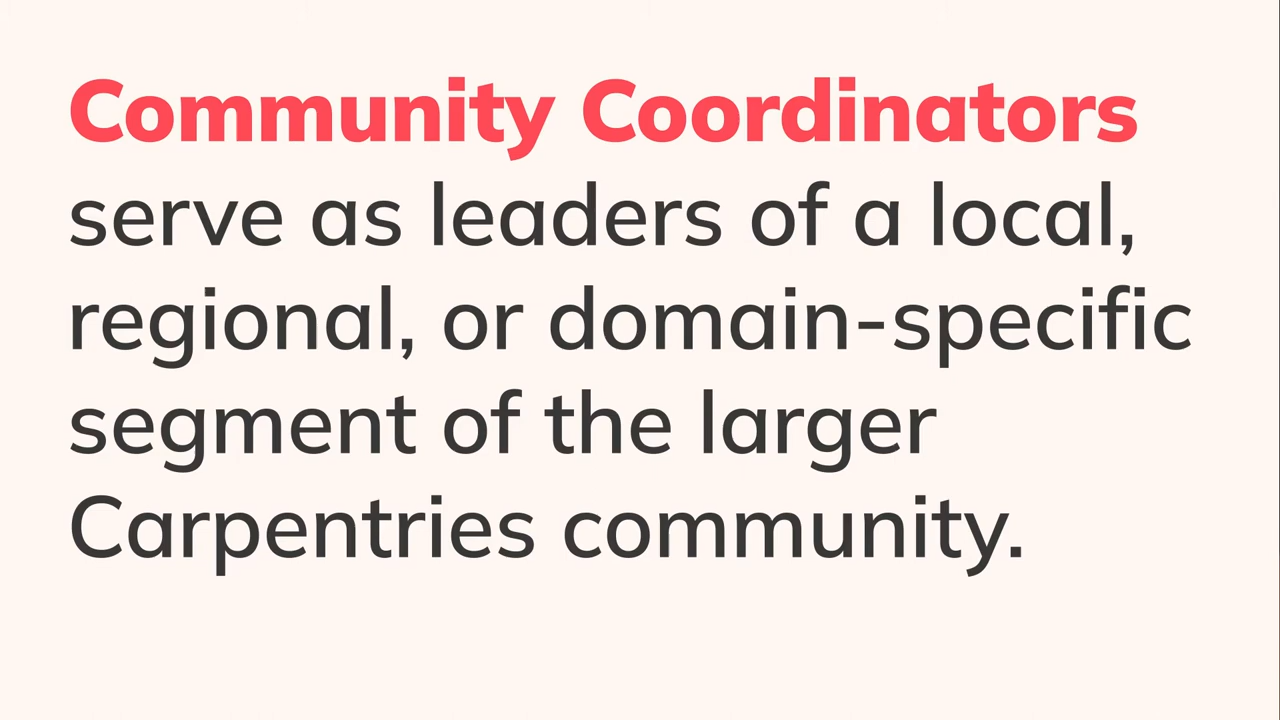 Community Coordinators
serve as leaders of a local,
regional, or domain-specific
segment of the larger
Carpentries community.